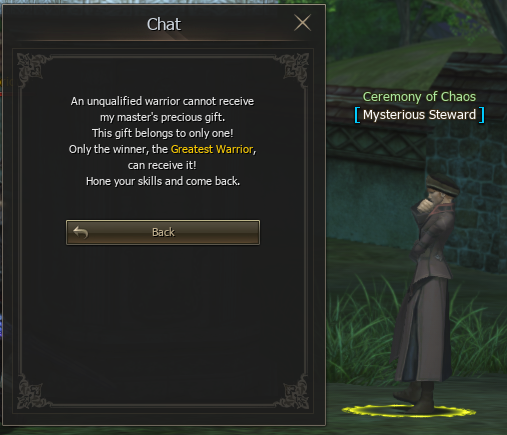 Chat
An unqualified warrior cannot receive
my master's precious gift.
This gift belongs to only one!
Only the winner, the Greatest Warrior,
can receive it!
Hone your skills and come back.
Back
Ceremony of Chaos
[ Mysterious Steward ]